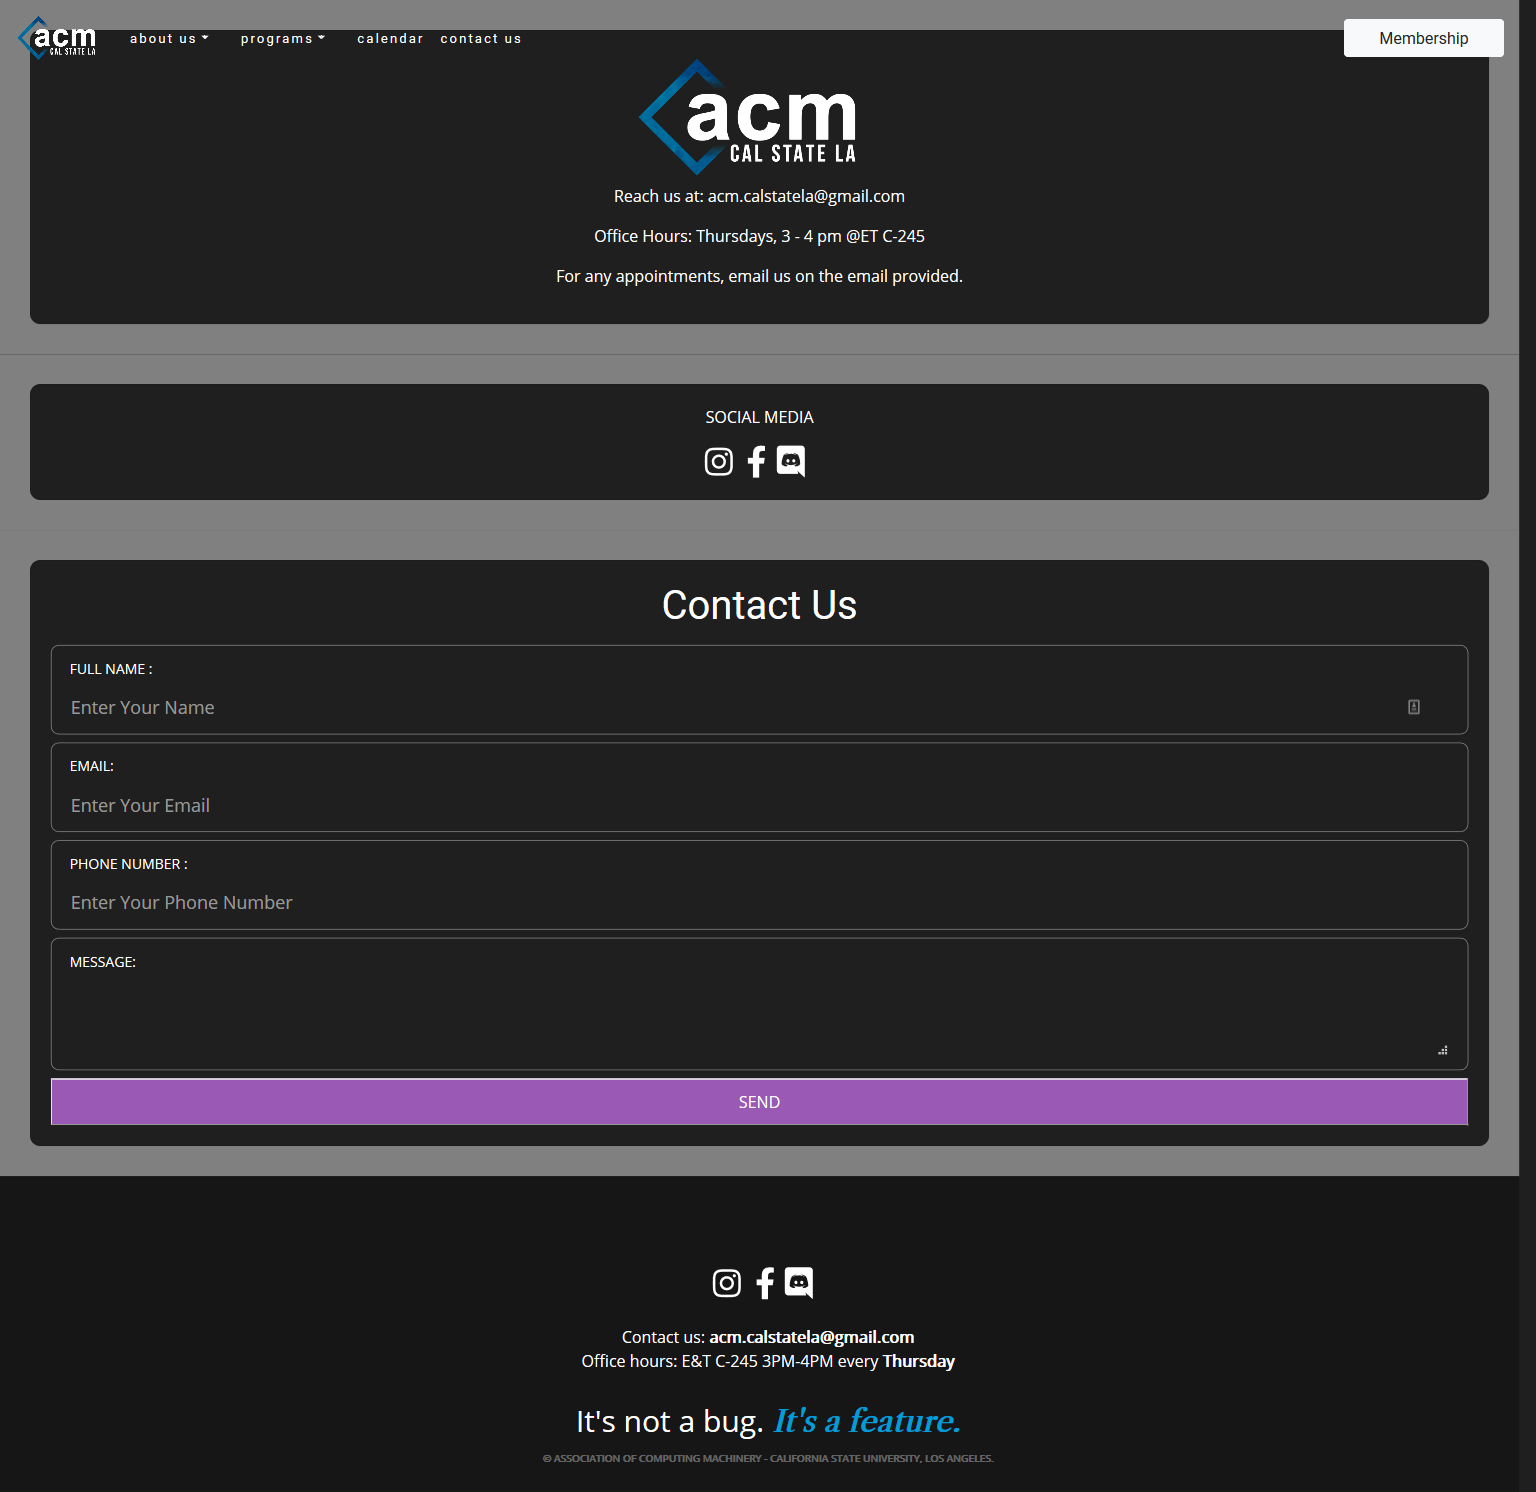 acm
CAL STATE LA
about us
programs
calendar
contact us
Membership
acm
CAL STATE LA
Reach us at: acm.calstatela@gmail.com
Office Hours: Thursdays, 3 - 4 pm @ET C-245
For any appointments, email us on the email provided.
SOCIAL MEDIA
Contact Us
FULL NAME :
Enter Your Name
EMAIL:
Enter Your Email
PHONE NUMBER :
Enter Your Phone Number
MESSAGE:
SEND
Contact us: acm.calstatela@gmail.com
Office hours: E&T C-245 3PM-4PM every Thursday
It's not a bug. It's a feature.
© ASSOCIATION OF COMPUTING MACHINERY - CALIFORNIA STATE UNIVERSITY, LOS ANGELES.